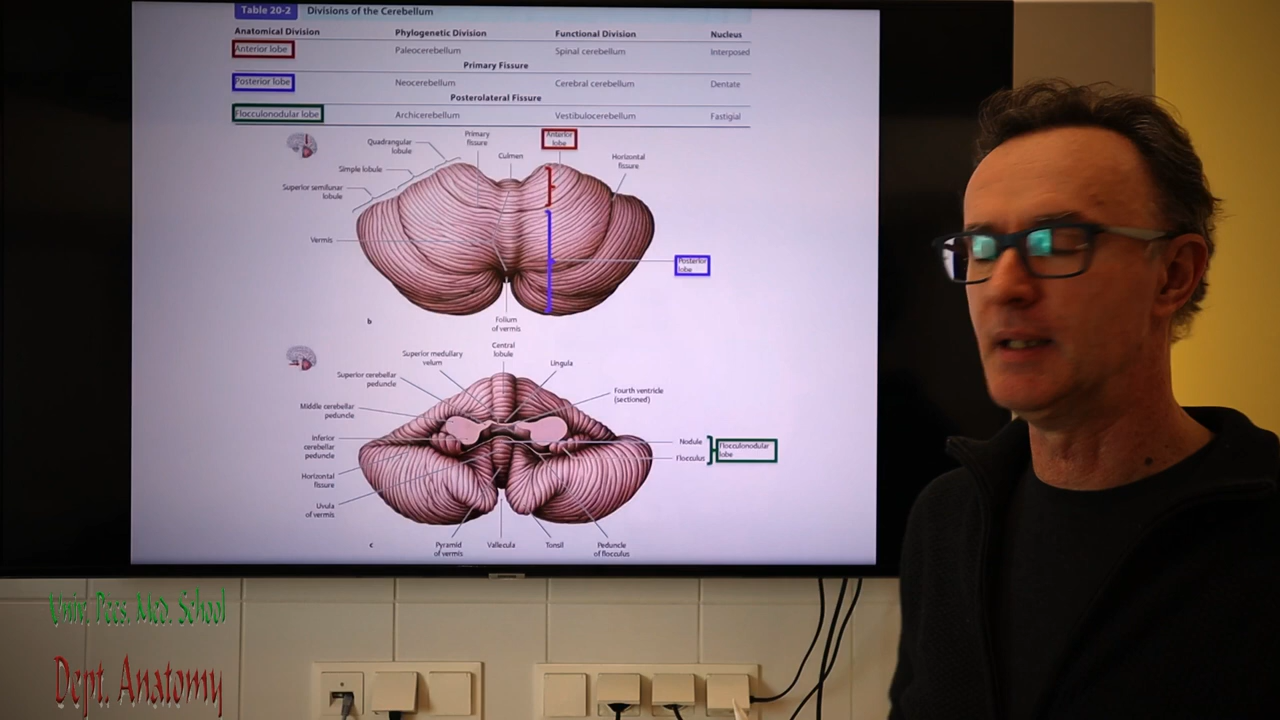 Table 20-2 Divisions of the Cerebellum
Anatomical Division Phylogenetic Division Functional Division Nucleus
Anterior lobe Paleocerebellum Spinal cerebellum Interposed
Primary Fissure
Posterior lobe Neocerebellum Cerebral cerebellum Dentate
Posterolateral Fissure
Flocculonodular lobe Archicerebellum Vestibulocerebellum Fastigial
Quadrangular
lobule
Primary
fissure
Culmen
Anterior
lobe
Horizontal
fissure
Simple lobule
Superior semilunar
lobule
Vermis
Posterior
lobe
Folium
of vermis
b
Central
lobule
Superior medullary
velum
Lingula
Superior cerebellar
peduncle
Fourth ventricle
(sectioned)
Middle cerebellar
peduncle
Inferior
cerebellar
peduncle
Nodule
Flocculus
Flocculonodular
lobe
Horizontal
fissure
Uvula
of vermis
c
Pyramid
of vermis
Vallecula
Tonsil
Peduncle
of flocculus
Univ. Pecs. Med. School
Dept. Anatomy